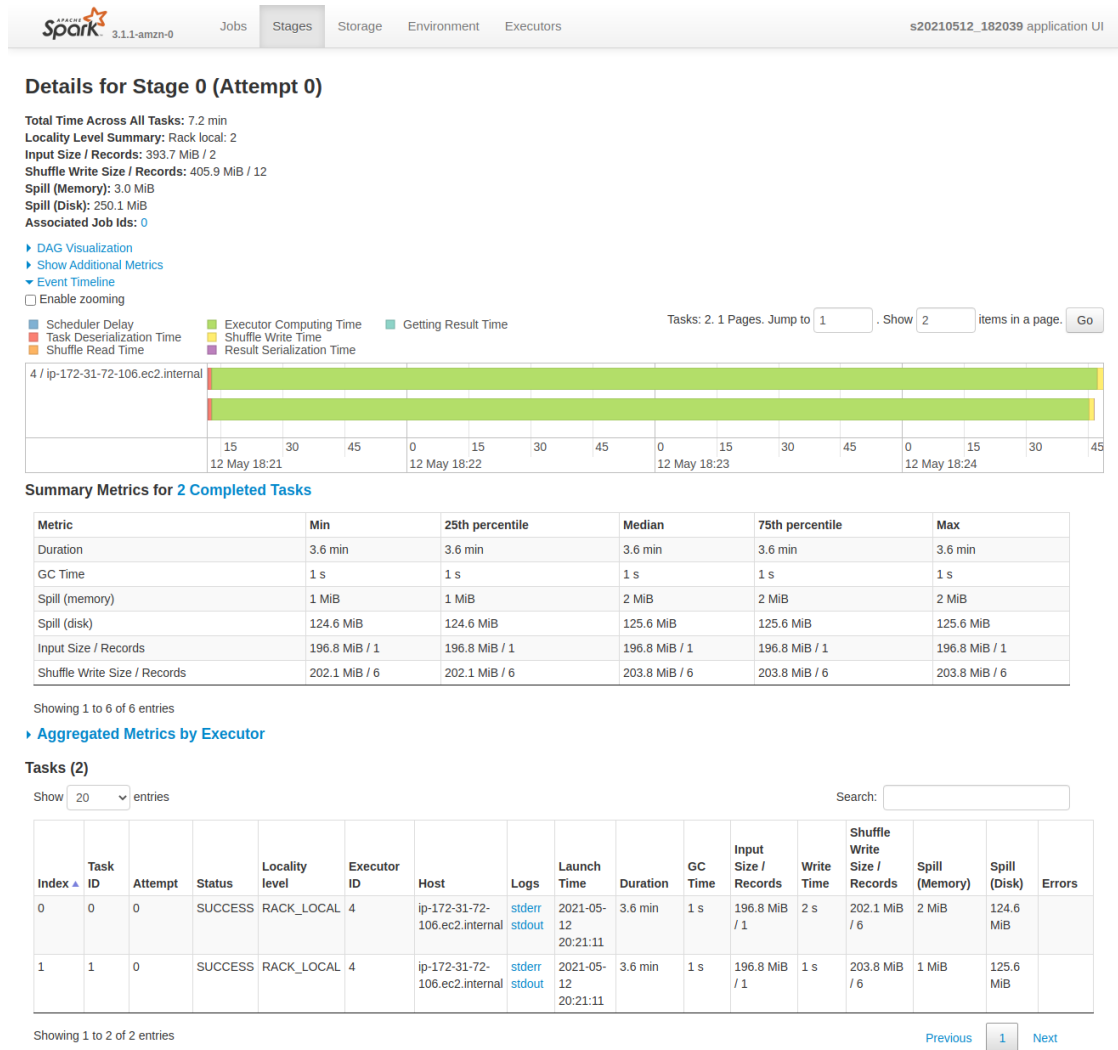 APACHE Spark 3.1.1-amzn-0 Jobs Stages Storage Environment Executors s20210512_182039 application UI
Details for Stage 0 (Attempt 0)
Total Time Across All Tasks: 7.2 min
Locality Level Summary: Rack local: 2
Input Size / Records: 393.7 MiB / 2
Shuffle Write Size / Records: 405.9 MiB / 12
Spill (Memory): 3.0 MiB
Spill (Disk): 250.1 MiB
Associated Job Ids: 0
DAG Visualization
Show Additional Metrics
Event Timeline
Enable zooming
Tasks: 2. 1 Pages. Jump to 1 . Show 2 items in a page. Go
Scheduler Delay Executor Computing Time Getting Result Time
Task Deserialization Time Shuffle Write Time
Shuffle Read Time Result Serialization Time
4 / ip-172-31-72-106.ec2.internal
15 30 45 0 15 30 45 0 15 30 45 0 15 30 45
12 May 18:21 12 May 18:22 12 May 18:23 12 May 18:24
Summary Metrics for 2 Completed Tasks
Metric Min 25th percentile Median 75th percentile Max
Duration 3.6 min 3.6 min 3.6 min 3.6 min 3.6 min
GC Time 1 s 1 s 1 s 1 s 1 s
Spill (memory) 1 MiB 1 MiB 2 MiB 2 MiB 2 MiB
Spill (disk) 124.6 MiB 124.6 MiB 125.6 MiB 125.6 MiB 125.6 MiB
Input Size / Records 196.8 MiB / 1 196.8 MiB / 1 196.8 MiB / 1 196.8 MiB / 1 196.8 MiB / 1
Shuffle Write Size / Records 202.1 MiB / 6 202.1 MiB / 6 203.8 MiB / 6 203.8 MiB / 6 203.8 MiB / 6
Showing 1 to 6 of 6 entries
Aggregated Metrics by Executor
Tasks (2)
Show 20 entries Search:
Index Task ID Attempt Status Locality level Executor ID Host Logs Launch Time Duration GC Time Input Size / Records Write Time Shuffle Write Size / Records Spill (Memory) Spill (Disk) Errors
0 0 0 SUCCESS RACK_LOCAL 4 ip-172-31-72-106.ec2.internal stderr stdout 2021-05-12 20:21:11 3.6 min 1 s 196.8 MiB / 1 2 s 202.1 MiB / 6 2 MiB 124.6 MiB
1 1 0 SUCCESS RACK_LOCAL 4 ip-172-31-72-106.ec2.internal stderr stdout 2021-05-12 20:21:11 3.6 min 1 s 196.8 MiB / 1 1 s 203.8 MiB / 6 1 MiB 125.6 MiB
Showing 1 to 2 of 2 entries Previous 1 Next